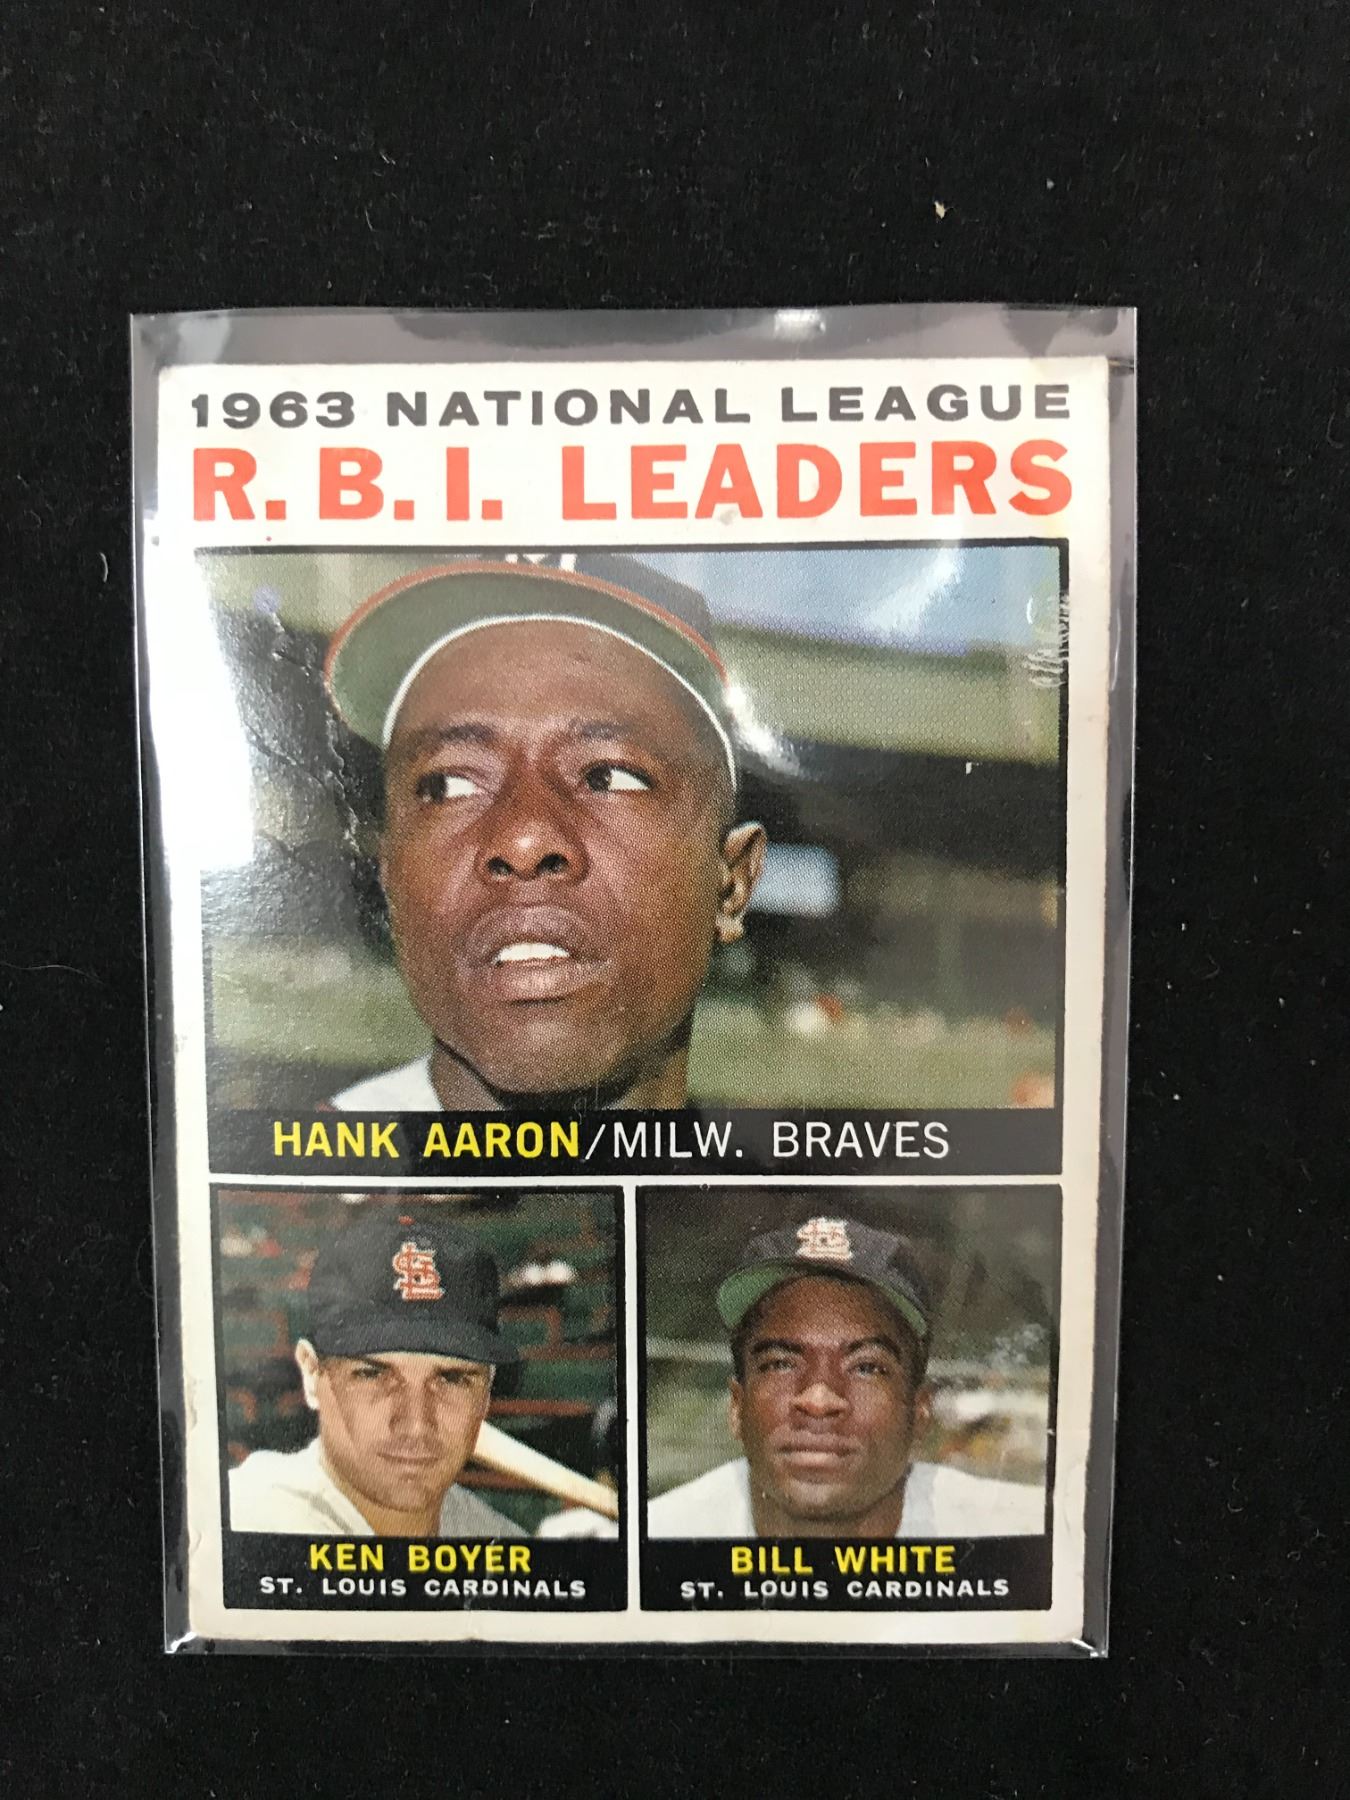 1963 NATIONAL LEAGUE
R.B.I. LEADERS
HANK AARON/MILW. BRAVES
KEN BOYER
ST. LOUIS CARDINALS
BILL WHITE
ST. LOUIS CARDINALS